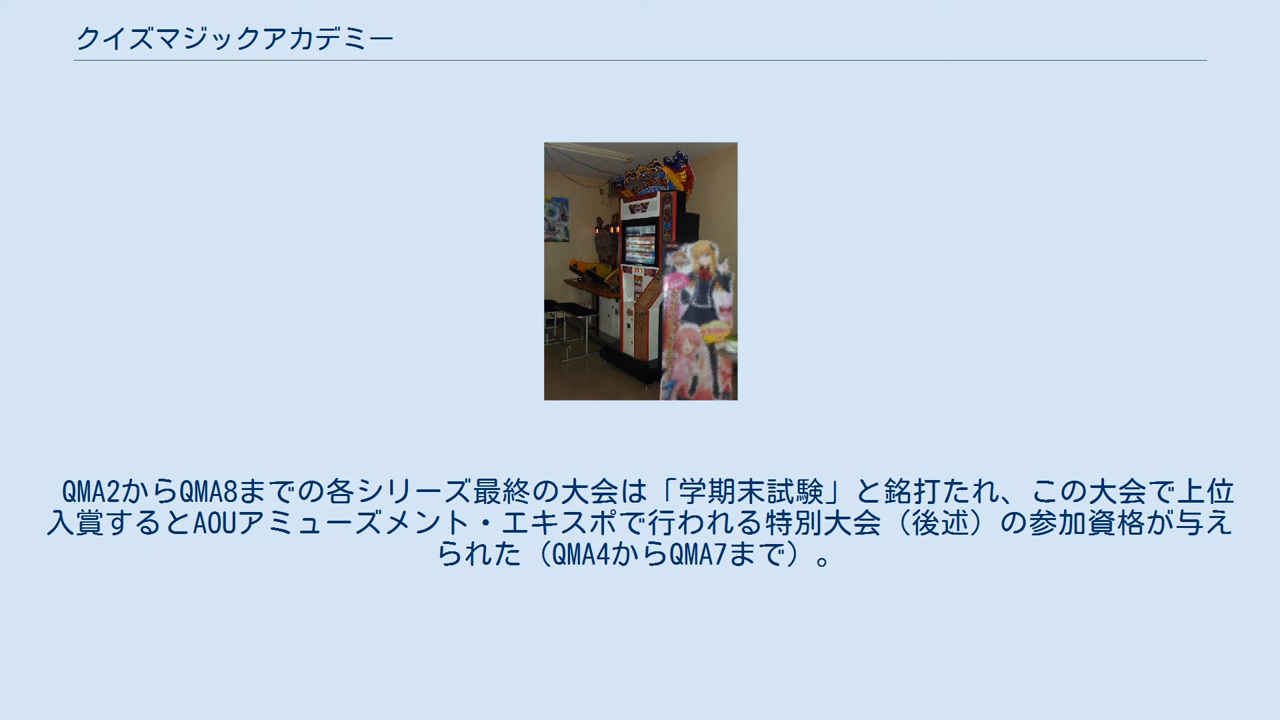 クイズマジックアカデミー
QMA2からQMA8までの各シリーズ最終の大会は「学期末試験」と銘打たれ、この大会で上位
入賞するとAOUアミューズメント・エキスポで行われる特別大会（後述）の参加資格が与え
られた（QMA4からQMA7まで）。